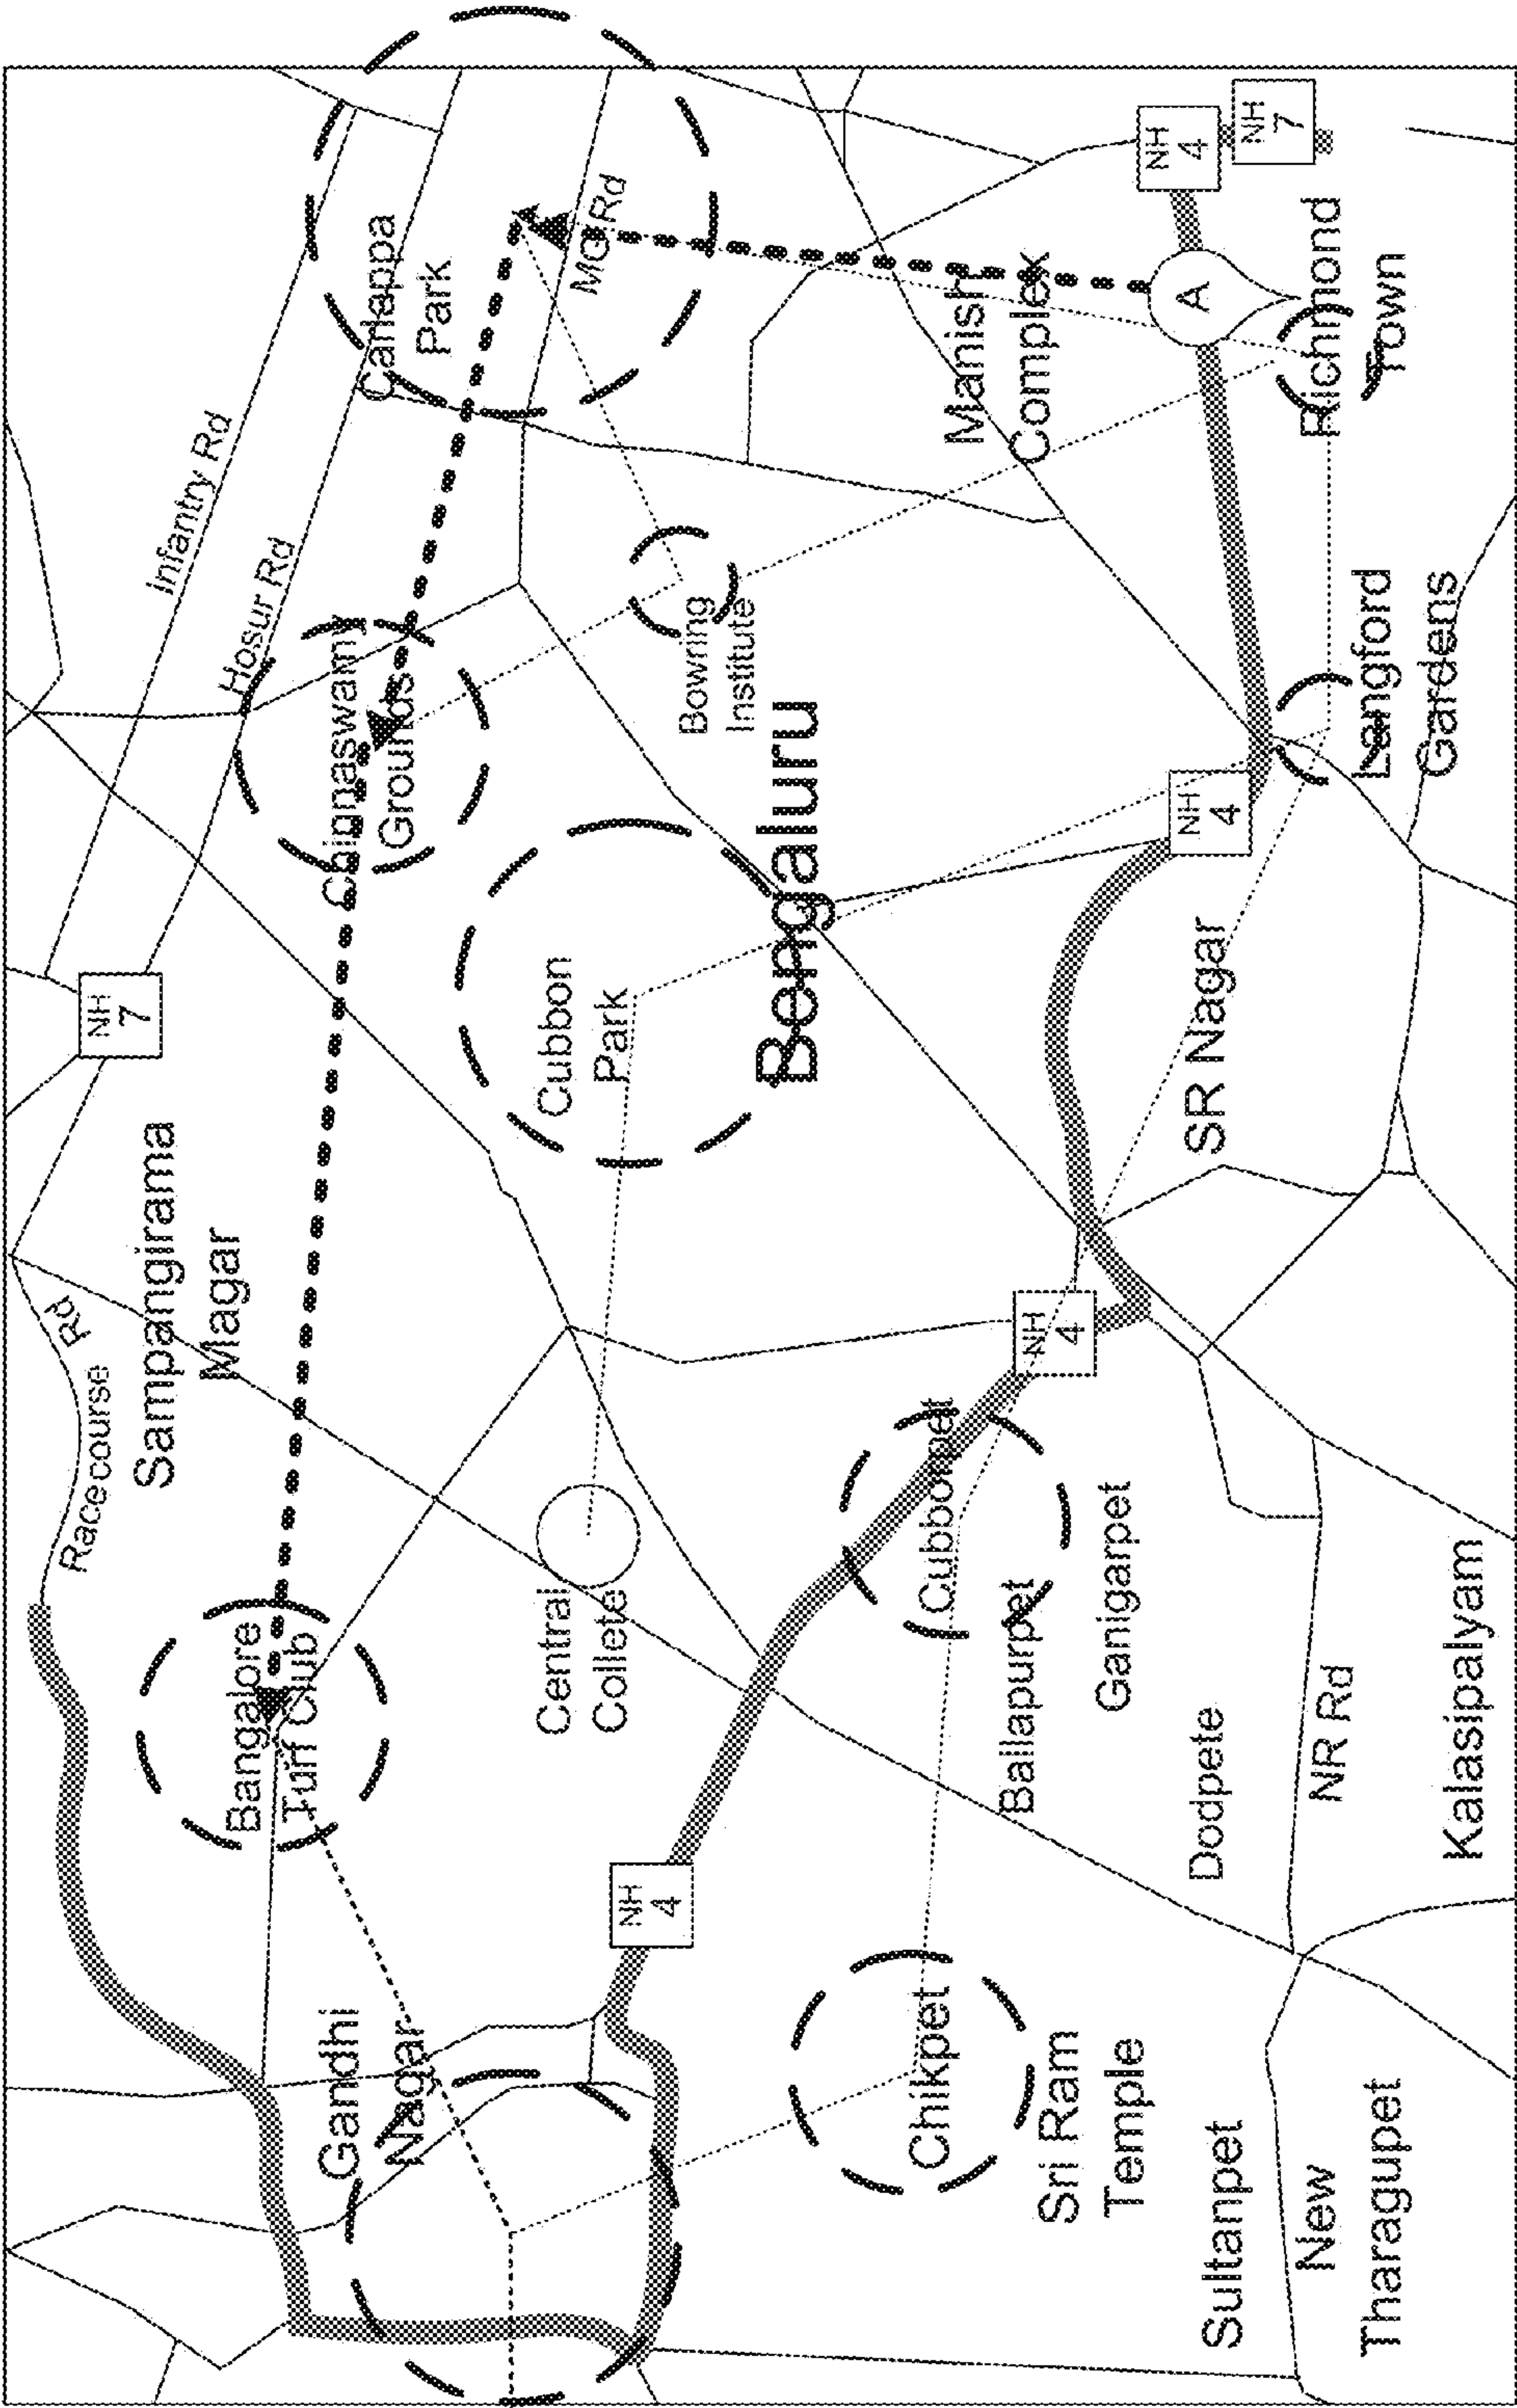 Racecourse Rd
NH
7
Infantry Rd
Hosur Rd
Sampangirama
Magar
Bangalore
Turf Club
Chignaswamy
Grounds
Cariappa
Park
MG Rd
Gandhi
Nagar
Cubbon
Park
Central
Collete
Bowring
Institute
NH
4
Bengaluru
Manish
Complex
Chikpet
Cubbonpet
NH
4
Ballapurpet
Sri Ram
Temple
Ganigarpet
SR Nagar
NH
4
A
NH
4
NH
7
Dodpete
Sultanpet
Richmond
Town
Langford
Gardens
New
Tharagupet
NR Rd
Kalasipalyam